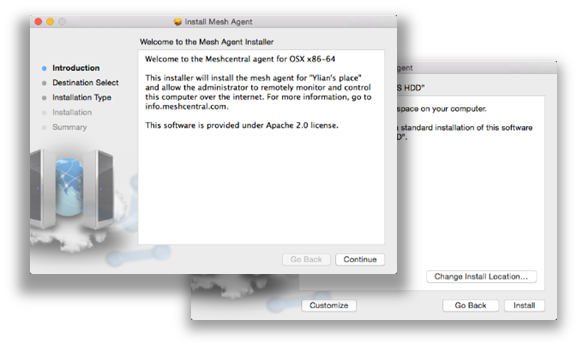 Install Mesh Agent
Welcome to the Mesh Agent Installer
Introduction
Destination Select
Installation Type
Installation
Summary
Welcome to the Meshcentral agent for OSX x86-64
This installer will install the mesh agent for "Ylian's place"
and allow the administrator to remotely monitor and control
this computer over the internet. For more information, go to
info.meshcentral.com.
This software is provided under Apache 2.0 license.
Go Back
Continue
gent
S HDD"
space on your computer.
standard installation of this software
D".
Change Install Location...
Customize
Go Back
Install